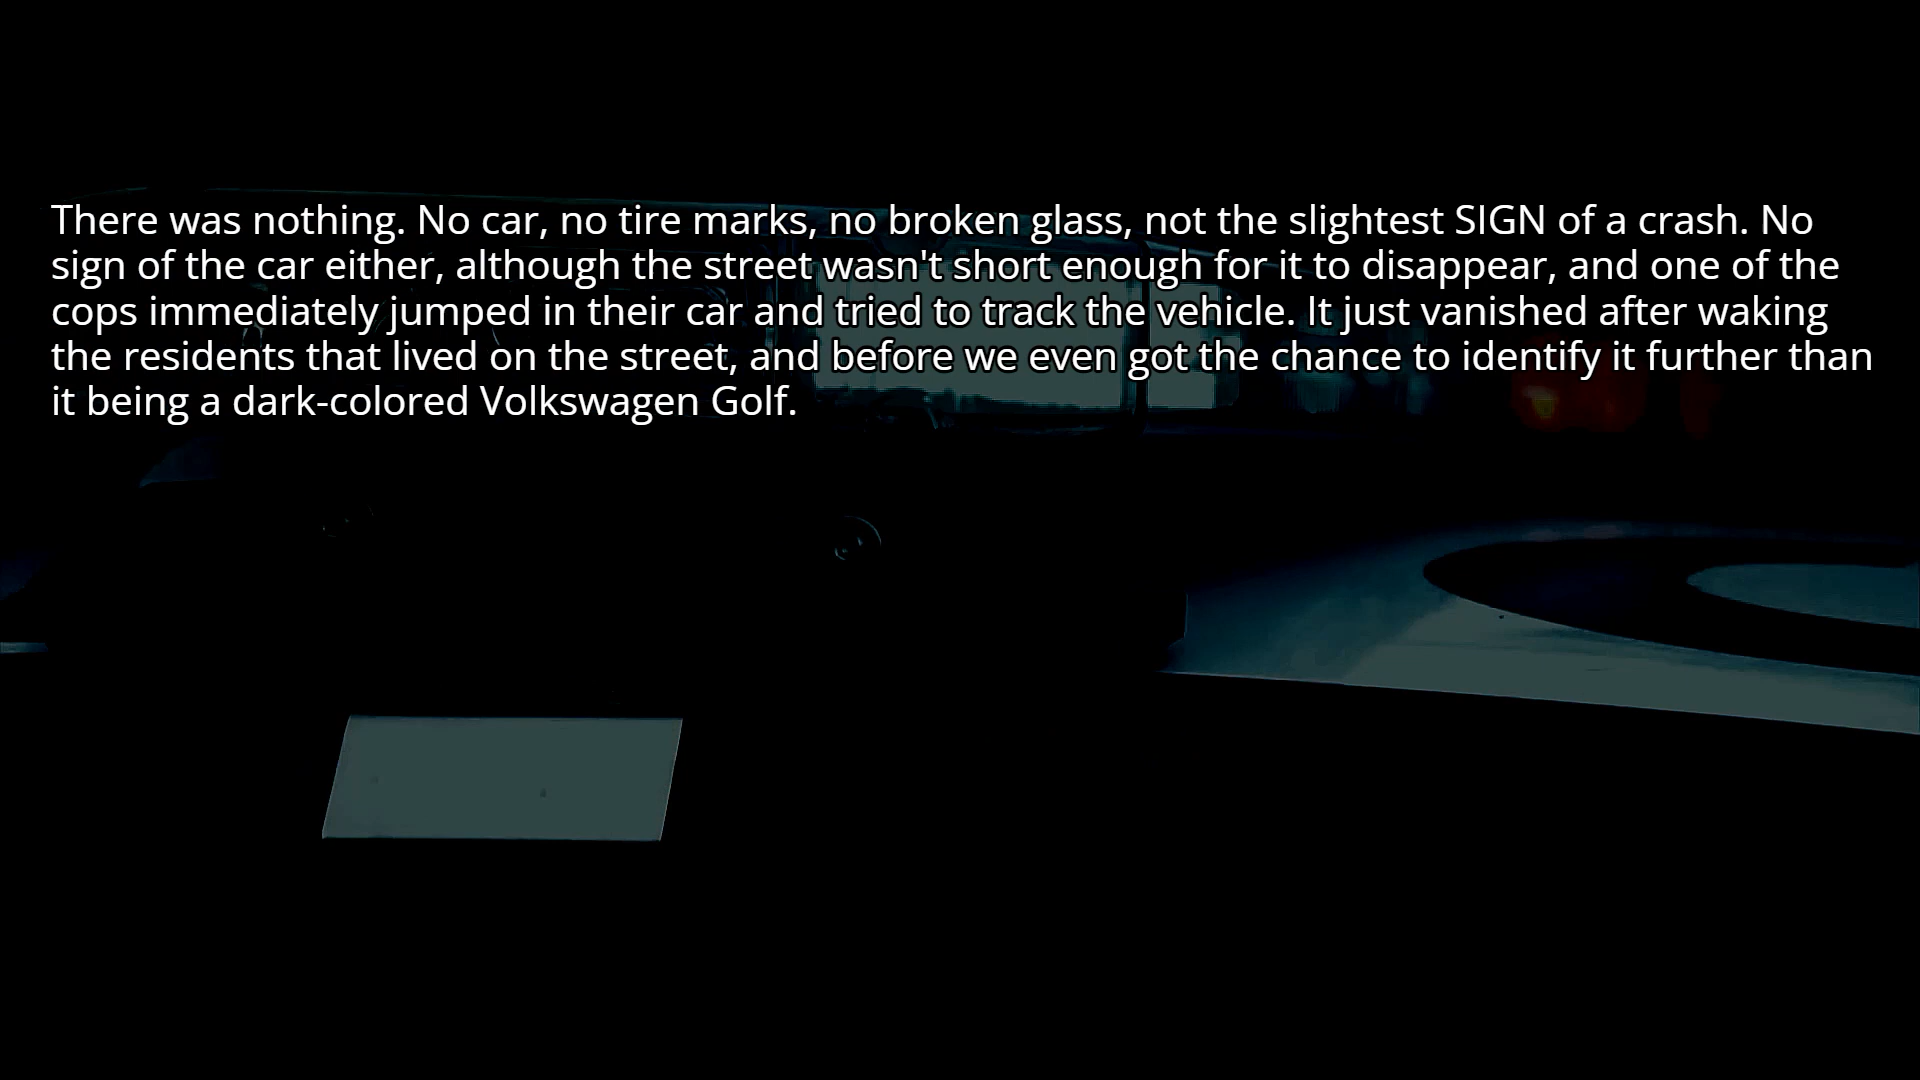 There was nothing. No car, no tire marks, no broken glass, not the slightest SIGN of a crash. No
sign of the car either, although the street wasn't short enough for it to disappear, and one of the
cops immediately jumped in their car and tried to track the vehicle. It just vanished after waking
the residents that lived on the street, and before we even got the chance to identify it further than
it being a dark-colored Volkswagen Golf.